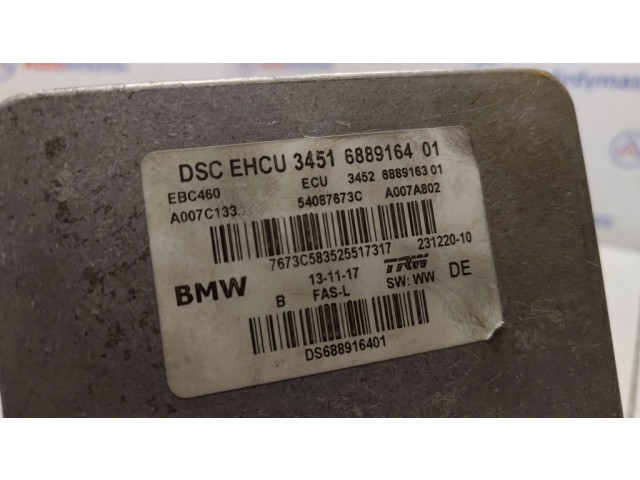 DSC EHCU 3451 6889164 01
EBC460 ECU 3452 6889163 01
A007C133 54087673C A007A802
7673C583525517317 231220-10
BMW 13-11-17 TRW DE
B FAS-L SW: WW
DS688916401